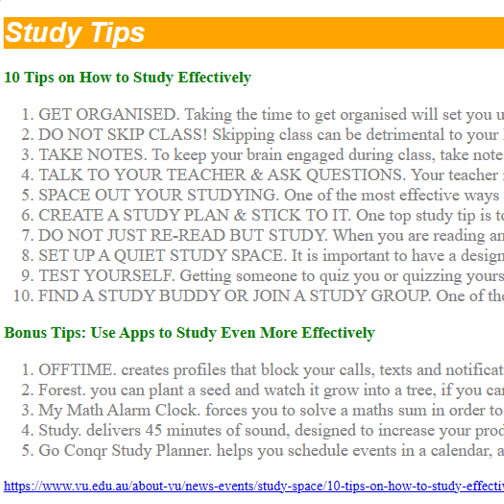 Study Tips
10 Tips on How to Study Effectively
1. GET ORGANISED. Taking the time to get organised will set you
2. DO NOT SKIP CLASS! Skipping class can be detrimental to your
3. TAKE NOTES. To keep your brain engaged during class, take note
4. TALK TO YOUR TEACHER & ASK QUESTIONS. Your teacher
5. SPACE OUT YOUR STUDYING. One of the most effective ways
6. CREATE A STUDY PLAN & STICK TO IT. One top study tip is
7. DO NOT JUST RE-READ BUT STUDY. When you are reading
8. SET UP A QUIET STUDY SPACE. It is important to have a
9. TEST YOURSELF. Getting someone to quiz you or quizzing
10. FIND A STUDY BUDDY OR JOIN A STUDY GROUP. One of
Bonus Tips: Use Apps to Study Even More Effectively
1. OFFTIME. creates profiles that block your calls, texts and
2. Forest. you can plant a seed and watch it grow into a tree, if you
3. My Math Alarm Clock. forces you to solve a maths sum in order to
4. Study. delivers 45 minutes of sound, designed to increase your
5. Go Conqr Study Planner. helps you schedule events in a calendar,
https://www.vu.edu.au/about-vu/news-events/study-space/10-tips-on-how-to-study-effecti